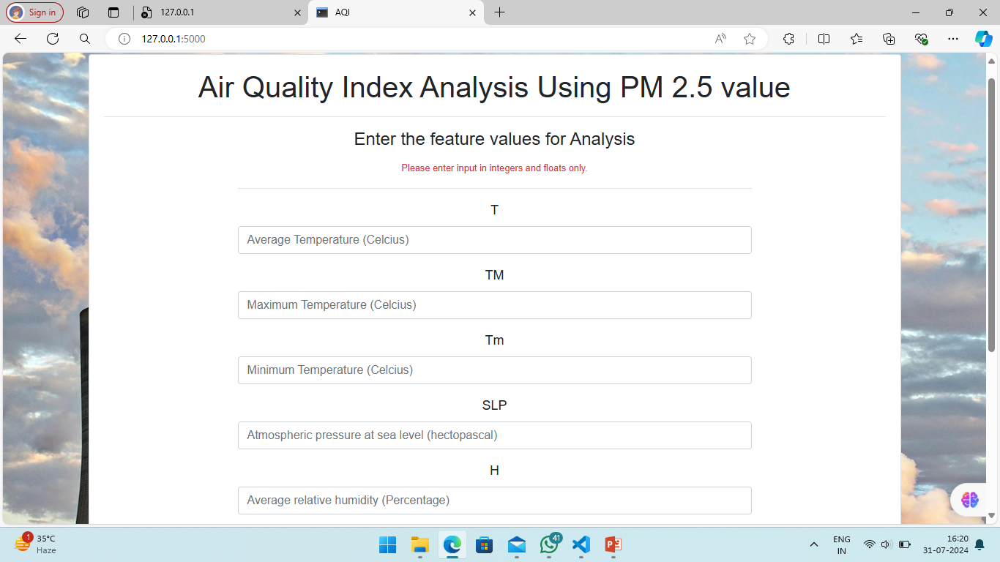 Sign in
127.0.0.1
AQI
127.0.0.1:5000
Air Quality Index Analysis Using PM 2.5 value
Enter the feature values for Analysis
Please enter input in integers and floats only.
T
Average Temperature (Celcius)
TM
Maximum Temperature (Celcius)
Tm
Minimum Temperature (Celcius)
SLP
Atmospheric pressure at sea level (hectopascal)
H
Average relative humidity (Percentage)
1
35°C
Haze
41
ENG
IN
16:20
31-07-2024